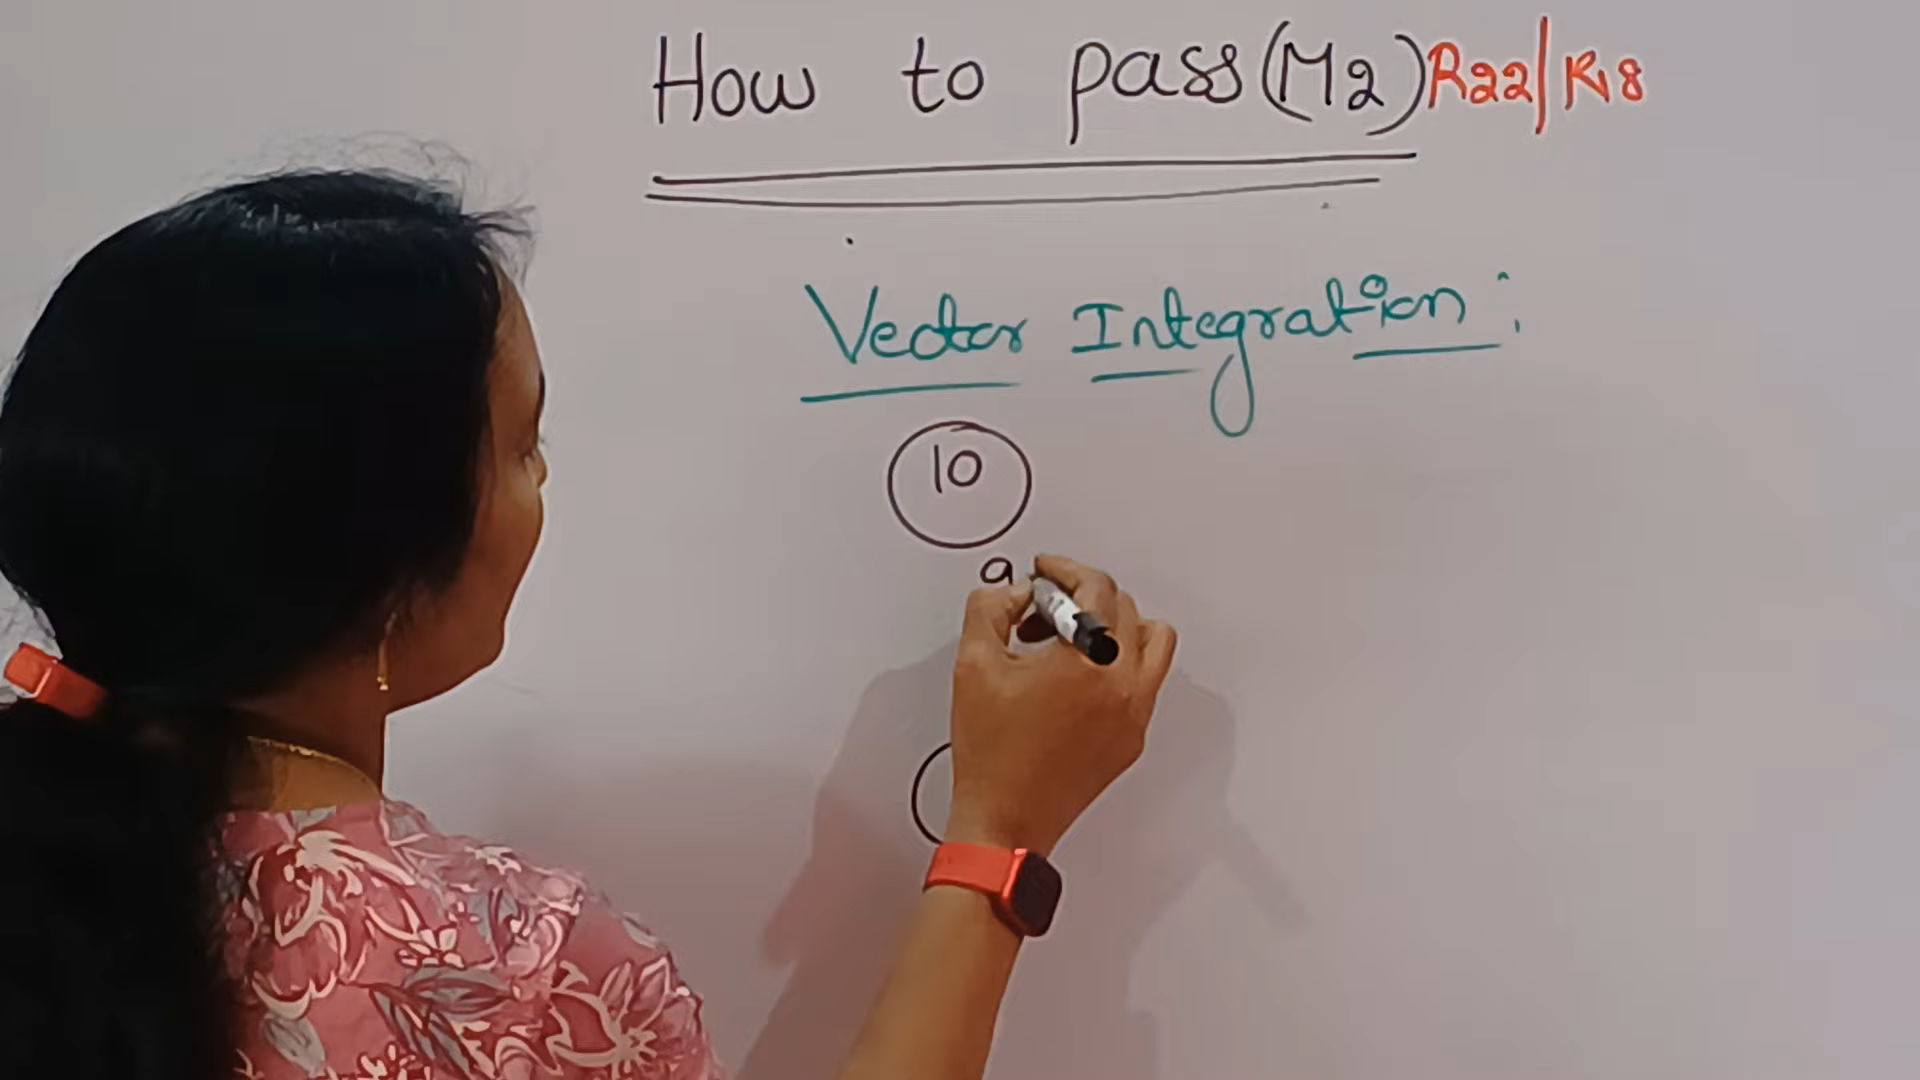 How to pass (M2) R22/R18
Vector Integration:
10
a